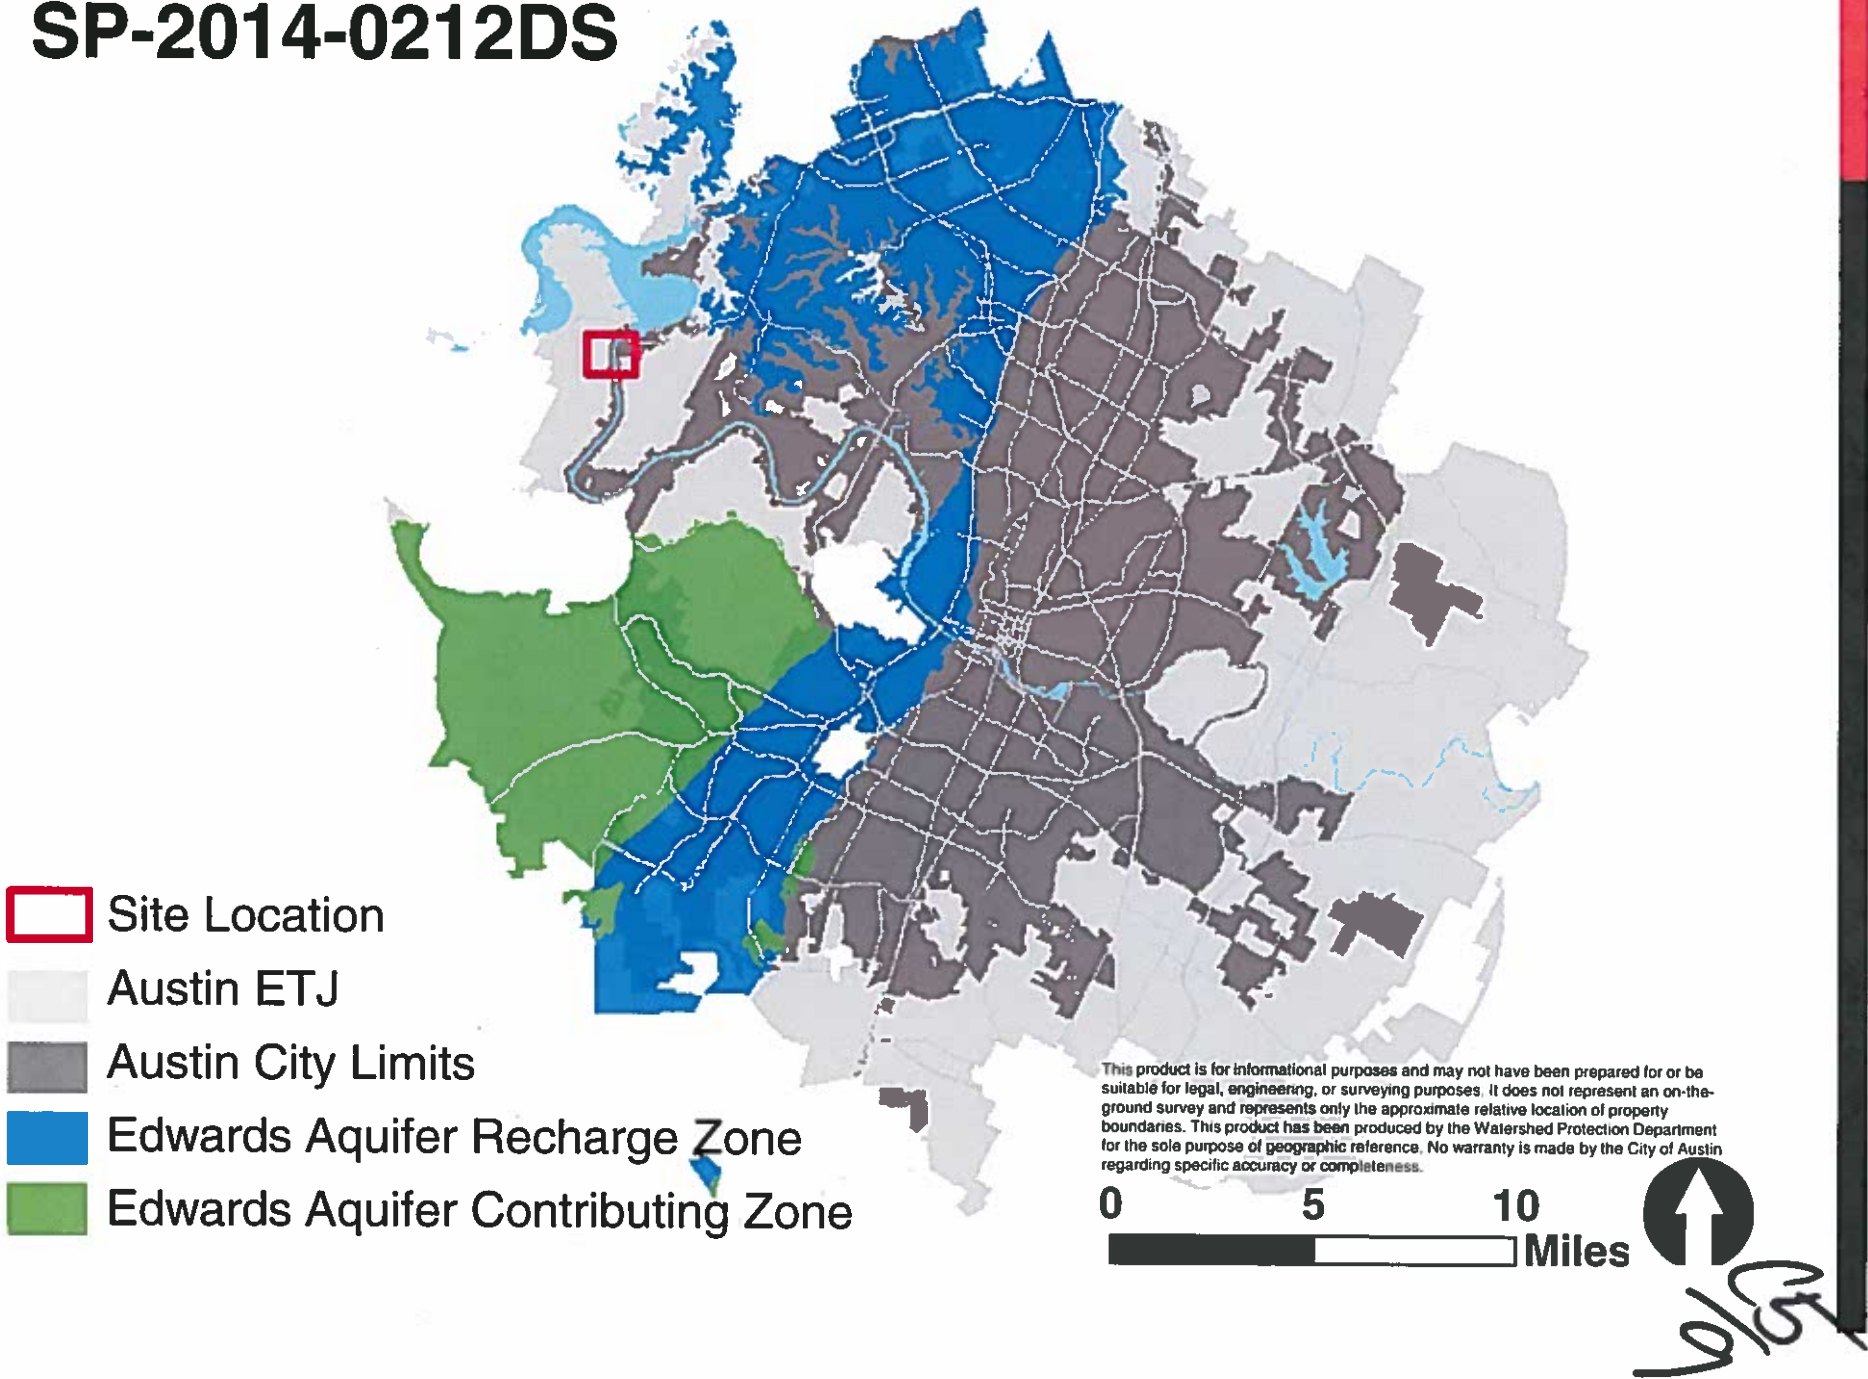 SP-2014-0212DS
Site Location
Austin ETJ
Austin City Limits
Edwards Aquifer Recharge Zone
Edwards Aquifer Contributing Zone
This product is for informational purposes and may not have been prepared for or be
suitable for legal, engineering, or surveying purposes. It does not represent an on-the-
ground survey and represents only the approximate relative location of property
boundaries. This product has been produced by the Watershed Protection Department
for the sole purpose of geographic reference. No warranty is made by the City of Austin
regarding specific accuracy or completeness.
0 5 10
Miles